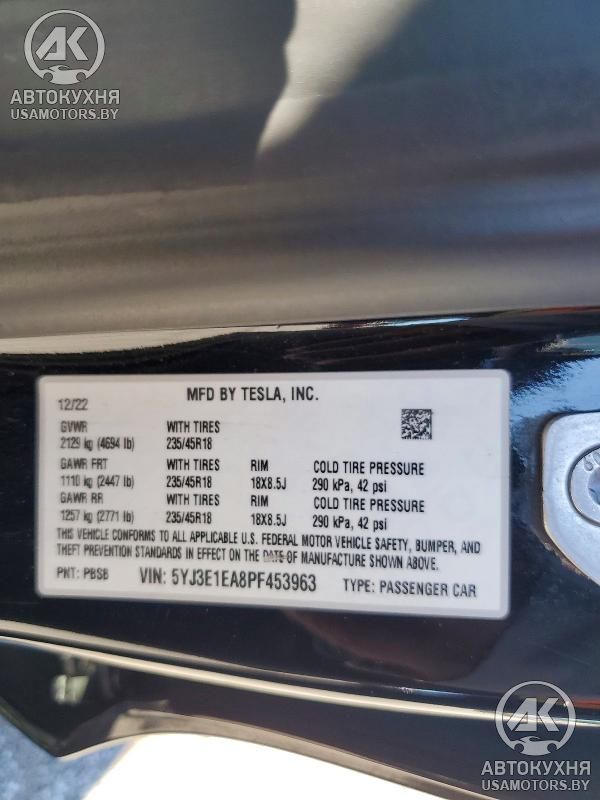 AK
АВТОКУХНЯ
USAMOTORS.BY
MFD BY TESLA, INC.
12/22
GVWR WITH TIRES
2129 kg (4694 lb) 235/45R18
GAWR FRT WITH TIRES RIM COLD TIRE PRESSURE
1110 kg (2447 lb) 235/45R18 18X8.5J 290 kPa, 42 psi
GAWR RR WITH TIRES RIM COLD TIRE PRESSURE
1257 kg (2771 lb) 235/45R18 18X8.5J 290 kPa, 42 psi
THIS VEHICLE CONFORMS TO ALL APPLICABLE U.S. FEDERAL MOTOR VEHICLE SAFETY, BUMPER, AND
THEFT PREVENTION STANDARDS IN EFFECT ON THE DATE OF MANUFACTURE SHOWN ABOVE.
PNT: PBSB VIN: 5YJ3E1EA8PF453963 TYPE: PASSENGER CAR
AK
АВТОКУХНЯ
USAMOTORS.BY